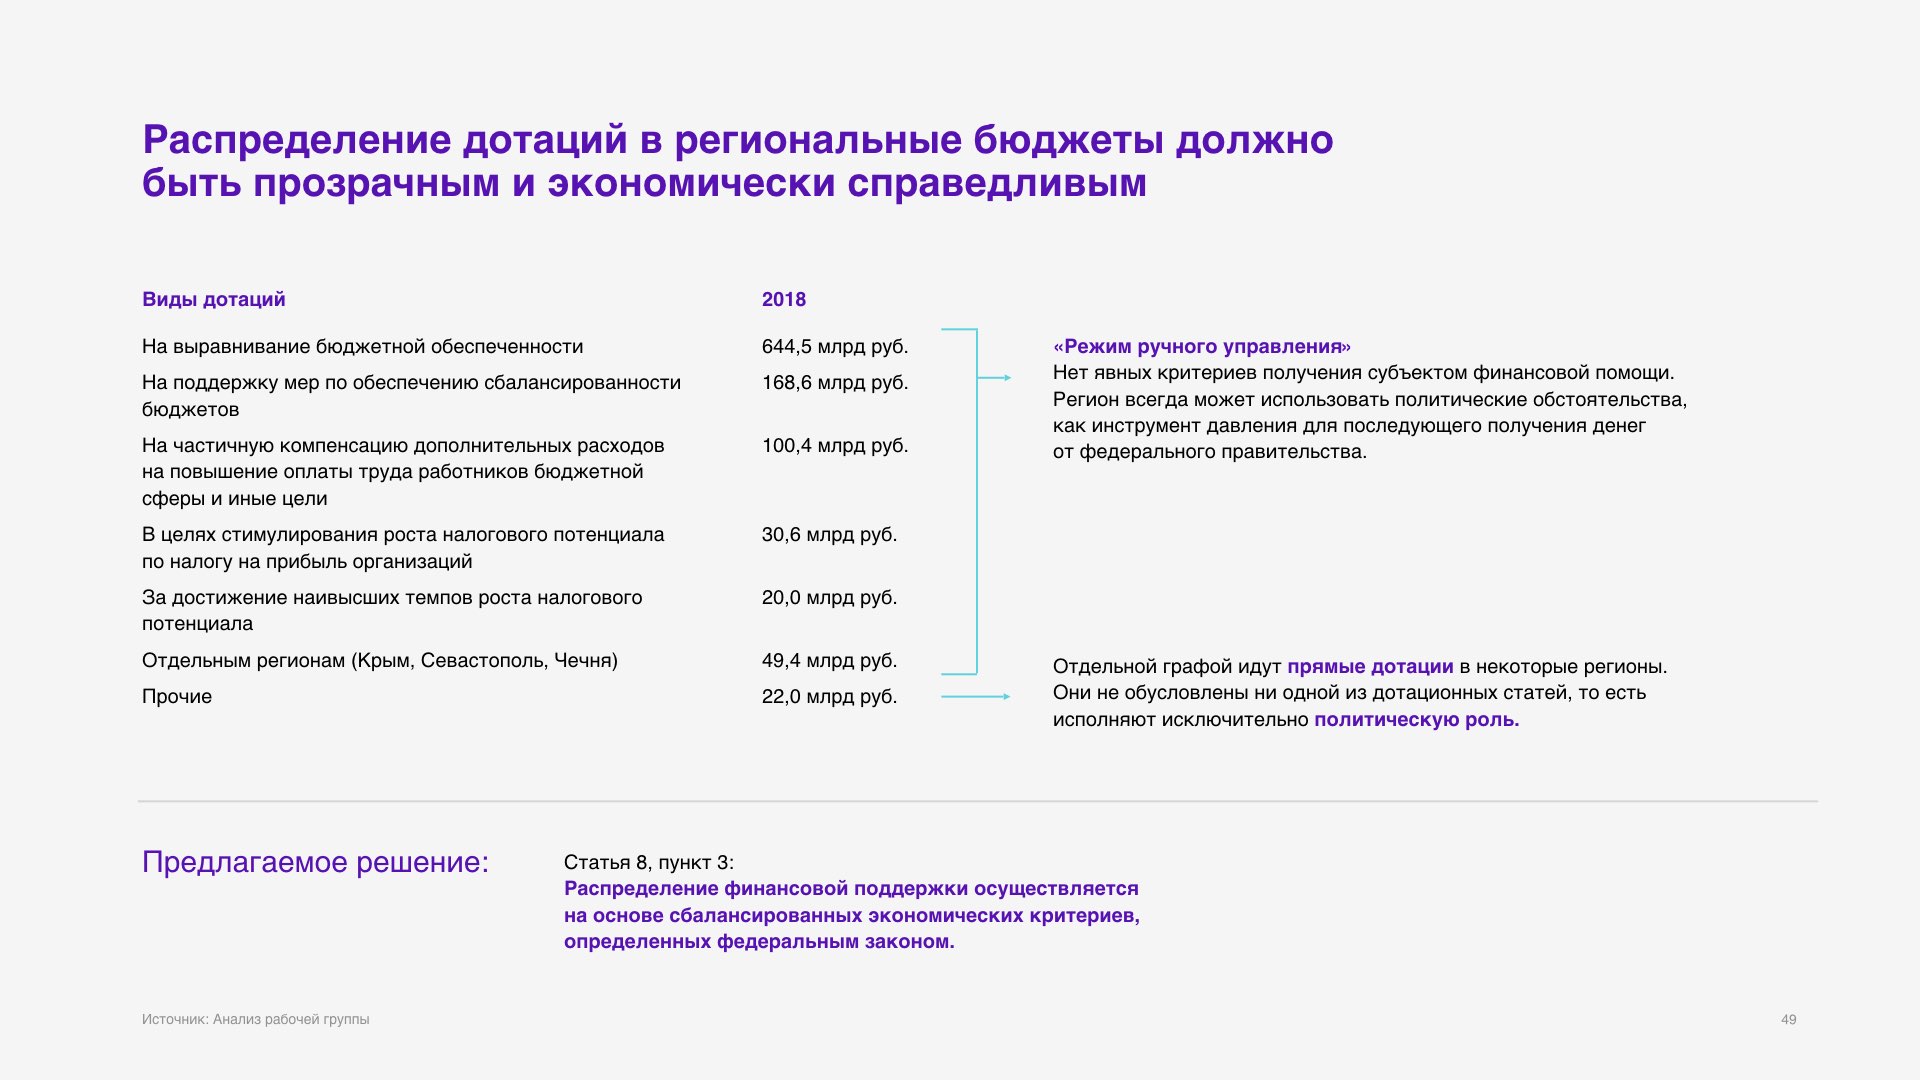 Распределение дотаций в региональные бюджеты должно
быть прозрачным и экономически справедливым
Виды дотаций
2018
На выравнивание бюджетной обеспеченности
644,5 млрд руб.
На поддержку мер по обеспечению сбалансированности
бюджетов
168,6 млрд руб.
На частичную компенсацию дополнительных расходов
на повышение оплаты труда работников бюджетной
сферы и иные цели
100,4 млрд руб.
В целях стимулирования роста налогового потенциала
по налогу на прибыль организаций
30,6 млрд руб.
За достижение наивысших темпов роста налогового
потенциала
20,0 млрд руб.
Отдельным регионам (Крым, Севастополь, Чечня)
49,4 млрд руб.
Прочие
22,0 млрд руб.
«Режим ручного управления»
Нет явных критериев получения субъектом финансовой помощи.
Регион всегда может использовать политические обстоятельства,
как инструмент давления для последующего получения денег
от федерального правительства.
Отдельной графой идут прямые дотации в некоторые регионы.
Они не обусловлены ни одной из дотационных статей, то есть
исполняют исключительно политическую роль.
Предлагаемое решение:
Статья 8, пункт 3:
Распределение финансовой поддержки осуществляется
на основе сбалансированных экономических критериев,
определенных федеральным законом.
Источник: Анализ рабочей группы
49